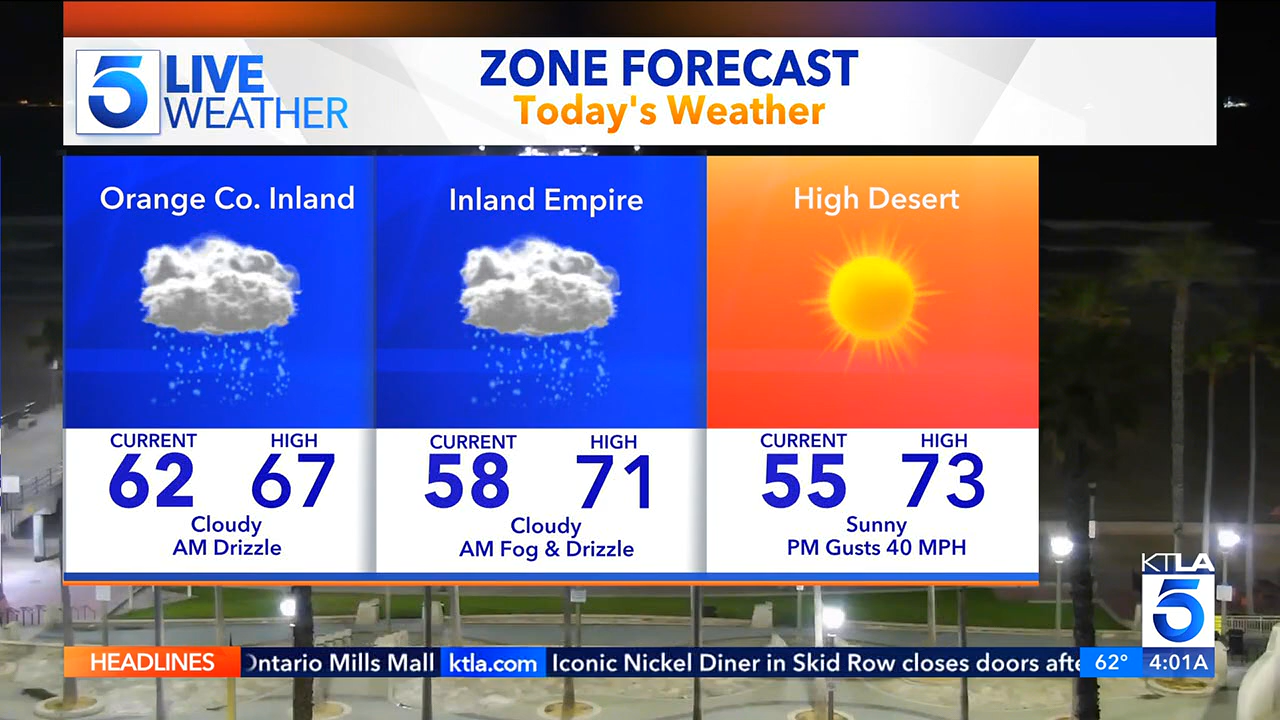 5 LIVE
WEATHER
ZONE FORECAST
Today's Weather
Orange Co. Inland
Inland Empire
High Desert
CURRENT HIGH
62 67
Cloudy
AM Drizzle
CURRENT HIGH
58 71
Cloudy
AM Fog & Drizzle
CURRENT HIGH
55 73
Sunny
PM Gusts 40 MPH
KTLA
5
HEADLINES
Ontario Mills Mall ktla.com Iconic Nickel Diner in Skid Row closes doors afte
62° 4:01A